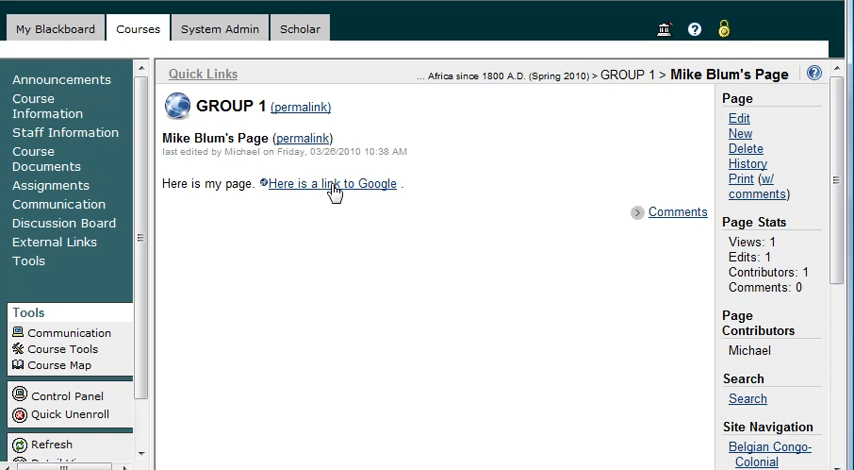 My Blackboard
Courses
System Admin
Scholar
Announcements
Course
Information
Staff Information
Course
Documents
Assignments
Communication
Discussion Board
External Links
Tools
Tools
Communication
Course Tools
Course Map
Control Panel
Quick Unenroll
Refresh
Quick Links
... Africa since 1800 A.D. (Spring 2010) > GROUP 1 > Mike Blum's Page
GROUP 1 (permalink)
Mike Blum's Page (permalink)
last edited by Michael on Friday, 03/26/2010 10:38 AM
Here is my page. Here is a link to Google .
Comments
Page
Edit
New
Delete
History
Print (w/
comments)
Page Stats
Views: 1
Edits: 1
Contributors: 1
Comments: 0
Page
Contributors
Michael
Search
Search
Site Navigation
Belgian Congo-
Colonial